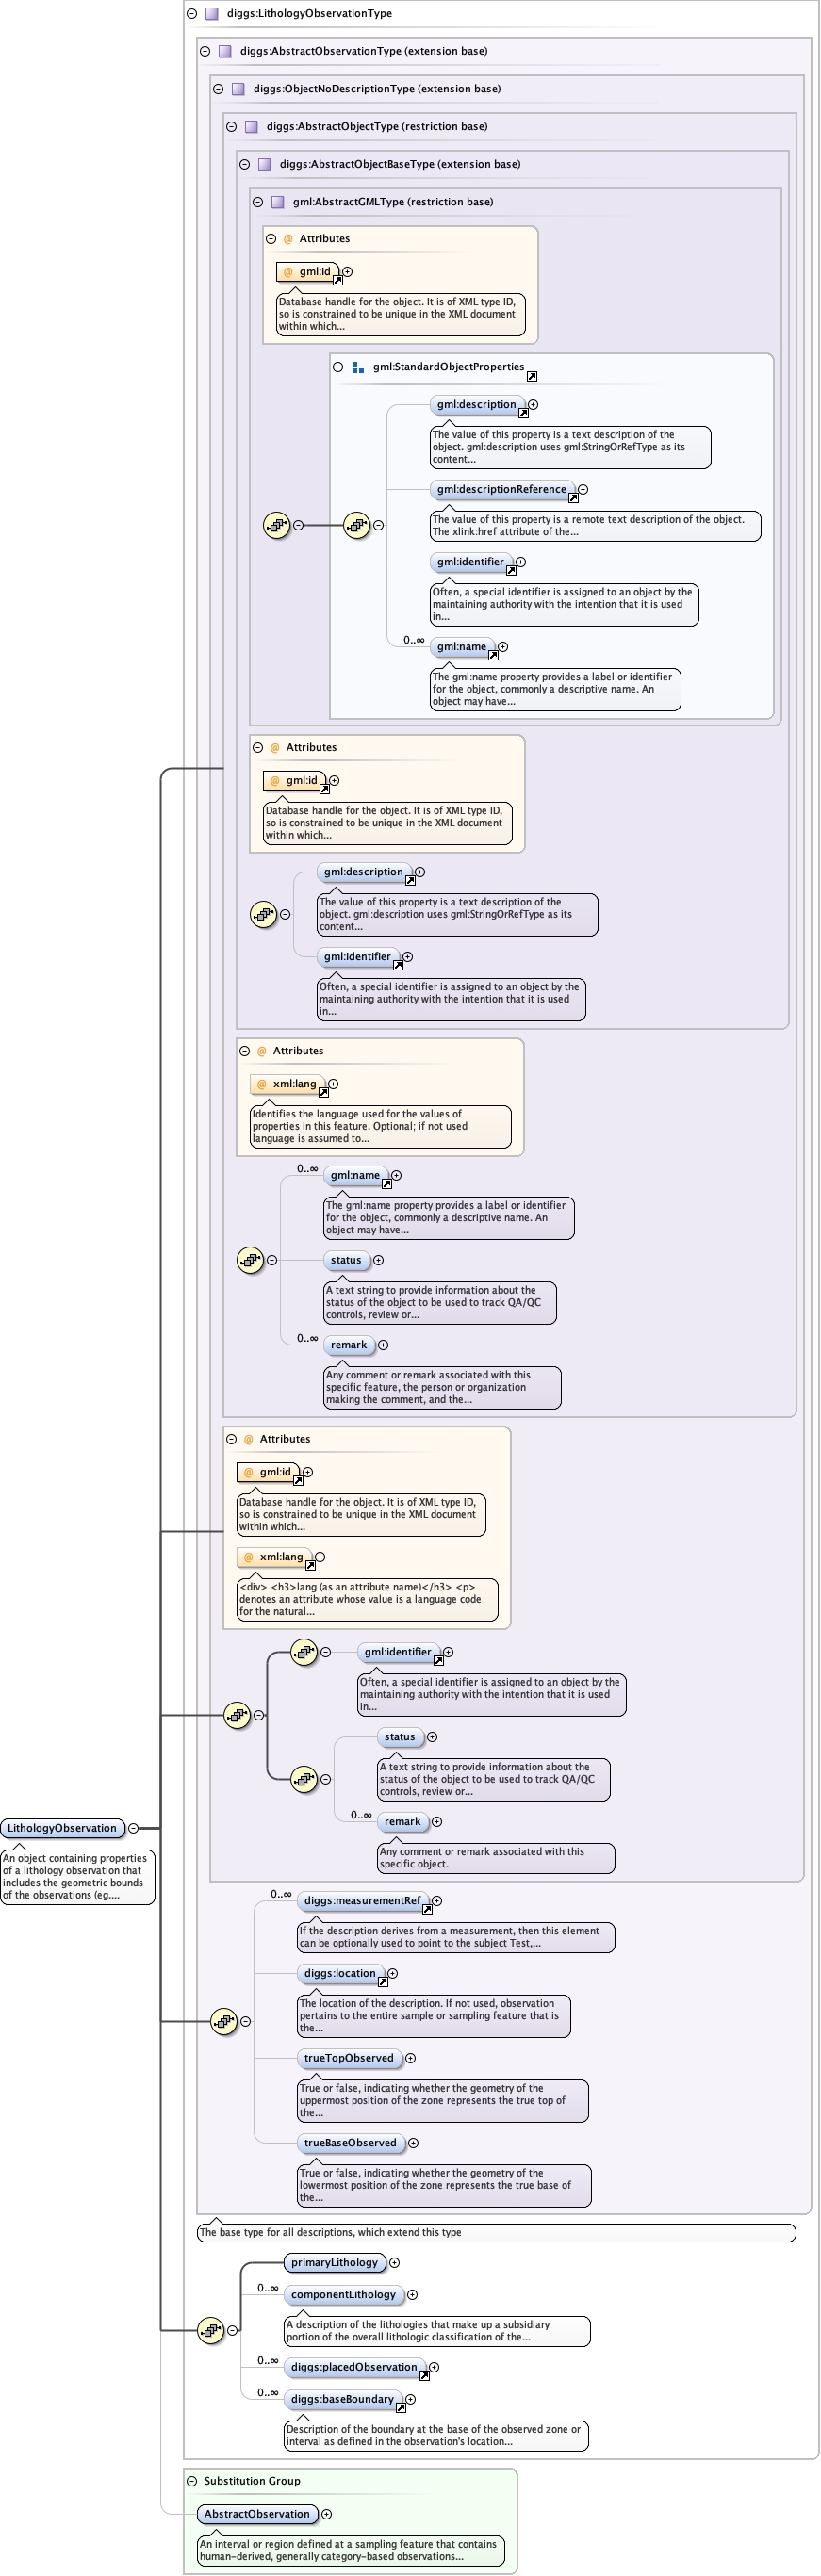 diggs:LithologyObservationType
diggs:AbstractObservationType (extension base)
diggs:ObjectNoDescriptionType (extension base)
diggs:AbstractObjectType (restriction base)
diggs:AbstractObjectBaseType (extension base)
gml:AbstractGMLType (restriction base)
@ Attributes
@ gml:id
Database handle for the object. It is of XML type ID,
so is constrained to be unique in the XML document
within which...
gml:StandardObjectProperties
gml:description
The value of this property is a text description of the
object. gml:description uses gml:StringOrRefType as its
content...
gml:descriptionReference
The value of this property is a remote text description of the object.
The xlink:href attribute of the...
gml:identifier
Often, a special identifier is assigned to an object by the
maintaining authority with the intention that it is used
in...
0..∞
gml:name
The gml:name property provides a label or identifier
for the object, commonly a descriptive name. An
object may have...
@ Attributes
@ gml:id
Database handle for the object. It is of XML type ID,
so is constrained to be unique in the XML document
within which...
gml:description
The value of this property is a text description of the
object. gml:description uses gml:StringOrRefType as its
content...
gml:identifier
Often, a special identifier is assigned to an object by the
maintaining authority with the intention that it is used
in...
@ Attributes
@ xml:lang
Identifies the language used for the values of
properties in this feature. Optional; if not used
language is assumed to...
0..∞
gml:name
The gml:name property provides a label or identifier
for the object, commonly a descriptive name. An
object may have...
status
A text string to provide information about the
status of the object to be used to track QA/QC
controls, review or...
0..∞
remark
Any comment or remark associated with this
specific feature, the person or organization
making the comment, and the...
@ Attributes
@ gml:id
Database handle for the object. It is of XML type ID,
so is constrained to be unique in the XML document
within which...
@ xml:lang
<div> <h3>lang (as an attribute name)</h3> <p>
denotes an attribute whose value is a language code
for the natural...
gml:identifier
Often, a special identifier is assigned to an object by the
maintaining authority with the intention that it is used
in...
status
A text string to provide information about the
status of the object to be used to track QA/QC
controls, review or...
0..∞
remark
Any comment or remark associated with this
specific object.
LithologyObservation
An object containing properties
of a lithology observation that
includes the geometric bounds
of the observations (eg....
0..∞
diggs:measurementRef
If the description derives from a measurement, then this element
can be optionally used to point to the subject Test,...
diggs:location
The location of the description. If not used, observation
pertains to the entire sample or sampling feature that is
the...
trueTopObserved
True or false, indicating whether the geometry of the
uppermost position of the zone represents the true top of
the...
trueBaseObserved
True or false, indicating whether the geometry of the
lowermost position of the zone represents the true base of
the...
The base type for all descriptions, which extend this type
primaryLithology
0..∞
componentLithology
A description of the lithologies that make up a subsidiary
portion of the overall lithologic classification of the...
0..∞
diggs:placedObservation
0..∞
diggs:baseBoundary
Description of the boundary at the base of the observed zone or
interval as defined in the observation's location...
Substitution Group
AbstractObservation
An interval or region defined at a sampling feature that contains
human-derived, generally category-based observations...